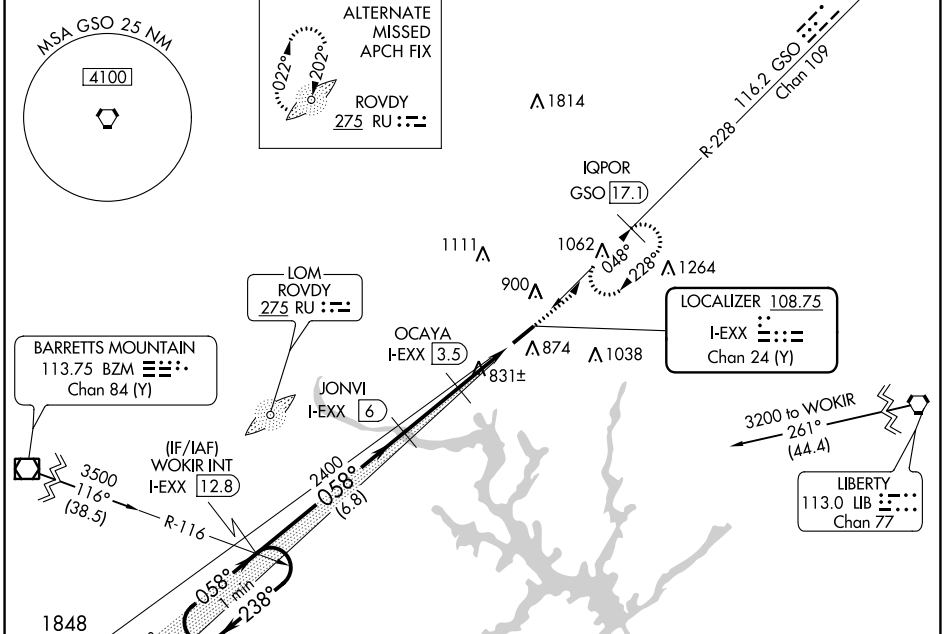 MSA GSO 25 NM
4100
ALTERNATE
MISSED
APCH FIX
022°
202°
ROVDY
275 RU
1814
116.2 GSO
Chan 109
R-228
IQPOR
GSO 17.1
1111
1062
048°
228°
1264
900
LOM
ROVDY
275 RU
LOCALIZER 108.75
I-EXX
Chan 24 (Y)
OCAYA
I-EXX 3.5
874
1038
831±
BARRETTS MOUNTAIN
113.75 BZM
Chan 84 (Y)
JONVI
I-EXX 6
3200 to WOKIR
261°
(44.4)
(IF/IAF)
WOKIR INT
I-EXX 12.8
2400
058°
(6.8)
3500
116°
(38.5)
R-116
LIBERTY
113.0 LIB
Chan 77
058°
1 min
238°
1848